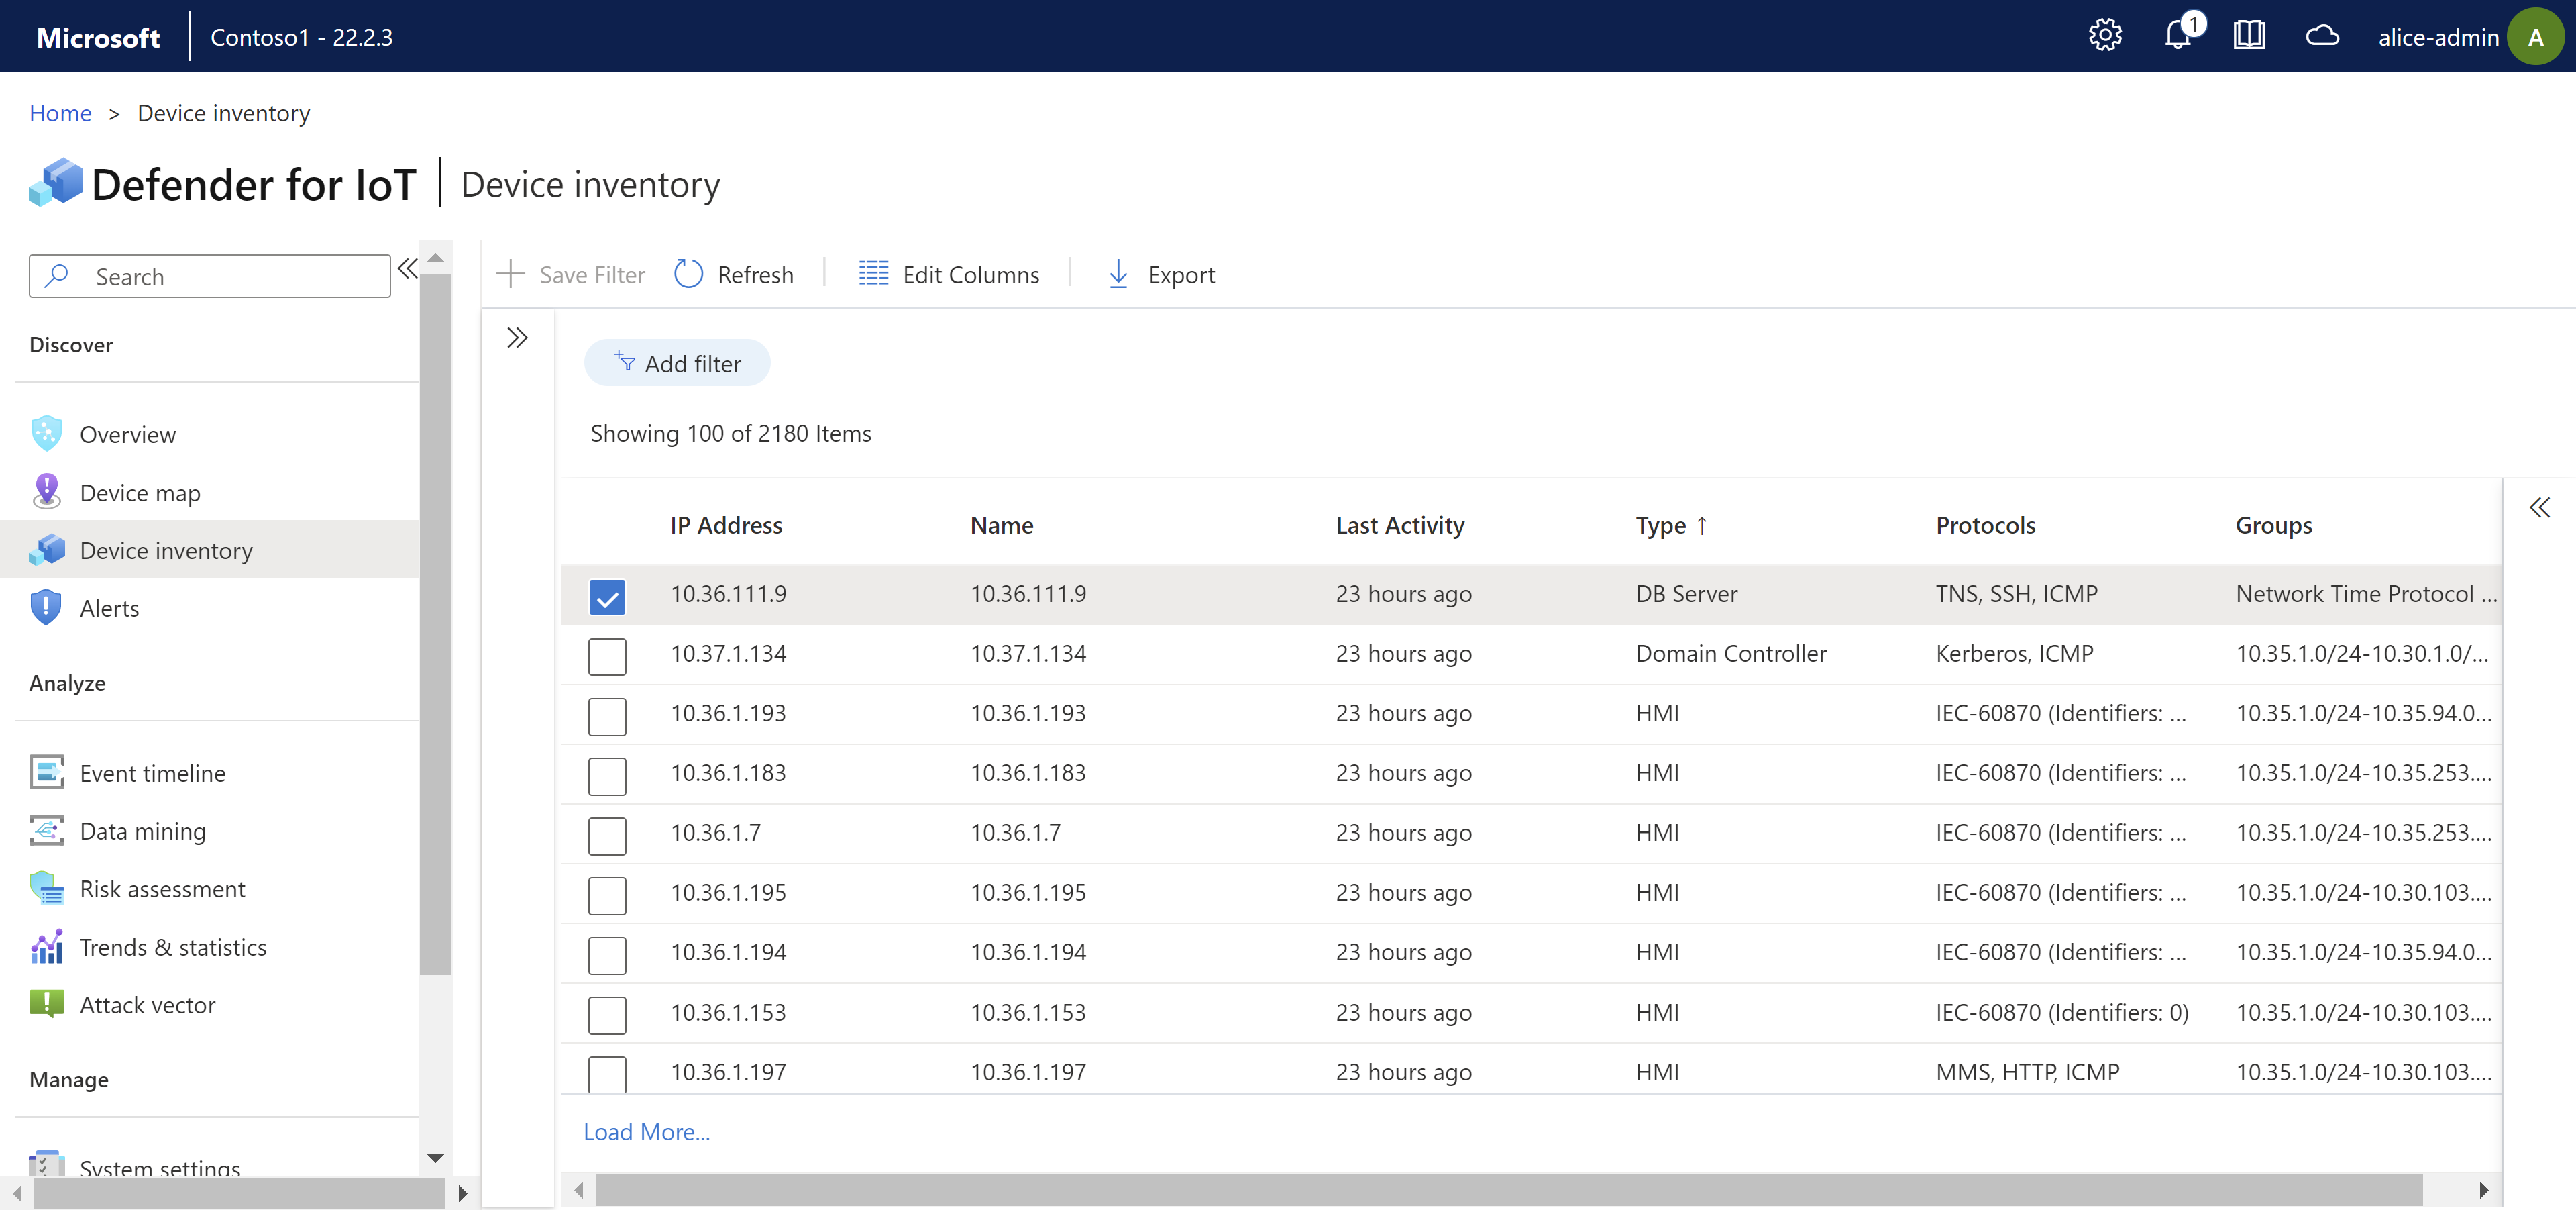 Microsoft Contoso1 - 22.2.3 1 alice-admin A
Home > Device inventory
Defender for IoT Device inventory
Search
Discover
Overview
Device map
Device inventory
Alerts
Analyze
Event timeline
Data mining
Risk assessment
Trends & statistics
Attack vector
Manage
System settings
Save Filter Refresh Edit Columns Export
Add filter
Showing 100 of 2180 Items
IP Address Name Last Activity Type ↑ Protocols Groups
10.36.111.9 10.36.111.9 23 hours ago DB Server TNS, SSH, ICMP Network Time Protocol ...
10.37.1.134 10.37.1.134 23 hours ago Domain Controller Kerberos, ICMP 10.35.1.0/24-10.30.1.0/...
10.36.1.193 10.36.1.193 23 hours ago HMI IEC-60870 (Identifiers: ... 10.35.1.0/24-10.35.94.0...
10.36.1.183 10.36.1.183 23 hours ago HMI IEC-60870 (Identifiers: ... 10.35.1.0/24-10.35.253....
10.36.1.7 10.36.1.7 23 hours ago HMI IEC-60870 (Identifiers: ... 10.35.1.0/24-10.35.253....
10.36.1.195 10.36.1.195 23 hours ago HMI IEC-60870 (Identifiers: ... 10.35.1.0/24-10.30.103....
10.36.1.194 10.36.1.194 23 hours ago HMI IEC-60870 (Identifiers: ... 10.35.1.0/24-10.35.94.0...
10.36.1.153 10.36.1.153 23 hours ago HMI IEC-60870 (Identifiers: 0) 10.35.1.0/24-10.30.103....
10.36.1.197 10.36.1.197 23 hours ago HMI MMS, HTTP, ICMP 10.35.1.0/24-10.30.103....
Load More...